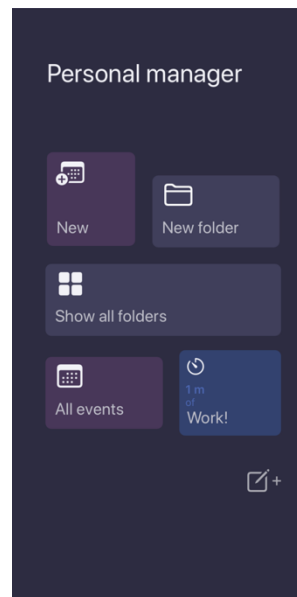 Personal manager
New
New folder
Show all folders
All events
1 m
of
Work!
+